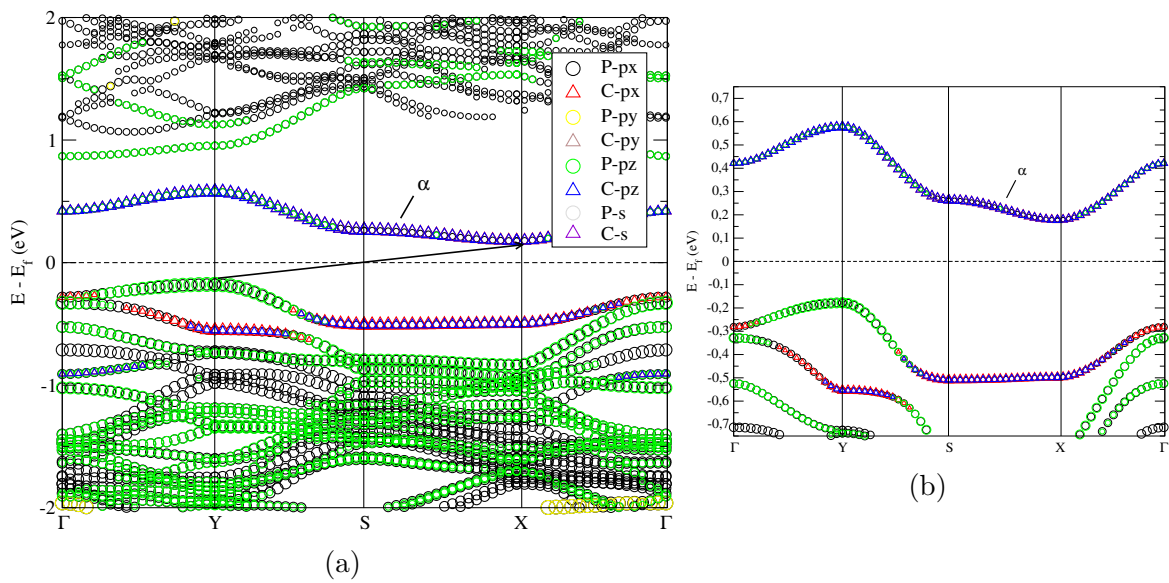 2
1
0
-1
-2
E - E_f (eV)
Γ
Y
S
X
Γ
α
P-px
C-px
P-py
C-py
P-pz
C-pz
P-s
C-s
(a)
0,7
0,6
0,5
0,4
0,3
0,2
0,1
0
-0,1
-0,2
-0,3
-0,4
-0,5
-0,6
-0,7
E - E_f (eV)
Γ
Y
S
X
Γ
α
(b)